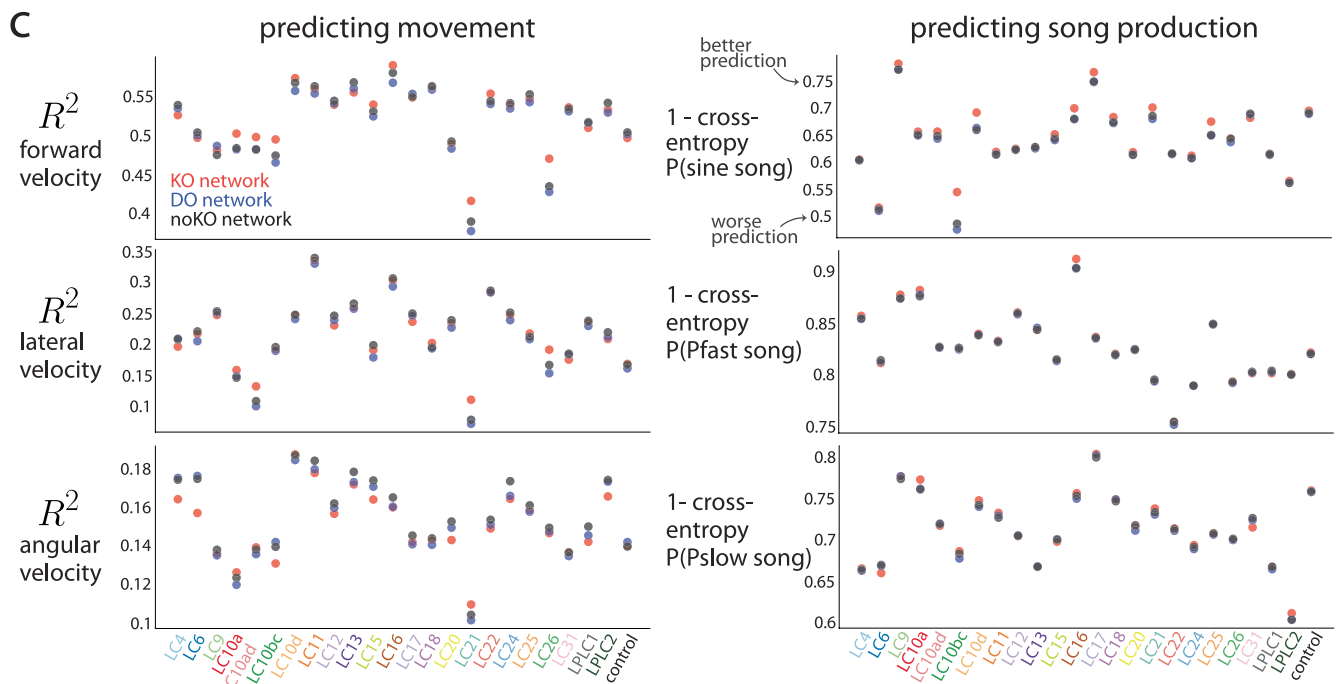 C
predicting movement
predicting song production
R²
forward
velocity
0.55
0.5
0.45
0.4
KO network
DO network
noKO network
better
prediction
worse
prediction
1 - cross-
entropy
P(sine song)
0.75
0.7
0.65
0.6
0.55
0.5
R²
lateral
velocity
0.35
0.3
0.25
0.2
0.15
0.1
1 - cross-
entropy
P(Pfast song)
0.9
0.85
0.8
0.75
R²
angular
velocity
0.18
0.16
0.14
0.12
0.1
1- cross-
entropy
P(Pslow song)
0.8
0.75
0.7
0.65
0.6
LC4
LC6
LC9
LC10a
C10ad
LC10bc
LC10d
LC11
LC12
LC13
LC15
LC16
LC17
LC18
LC20
LC21
LC22
LC24
LC25
LC26
LC31
LPLC1
LPLC2
control
LC4
LC6
LC9
LC10a
LC10ad
LC10bc
LC10d
LC11
LC12
LC13
LC15
LC16
LC17
LC18
LC20
LC21
LC22
LC24
LC25
LC26
LC31
LPLC1
LPLC2
control